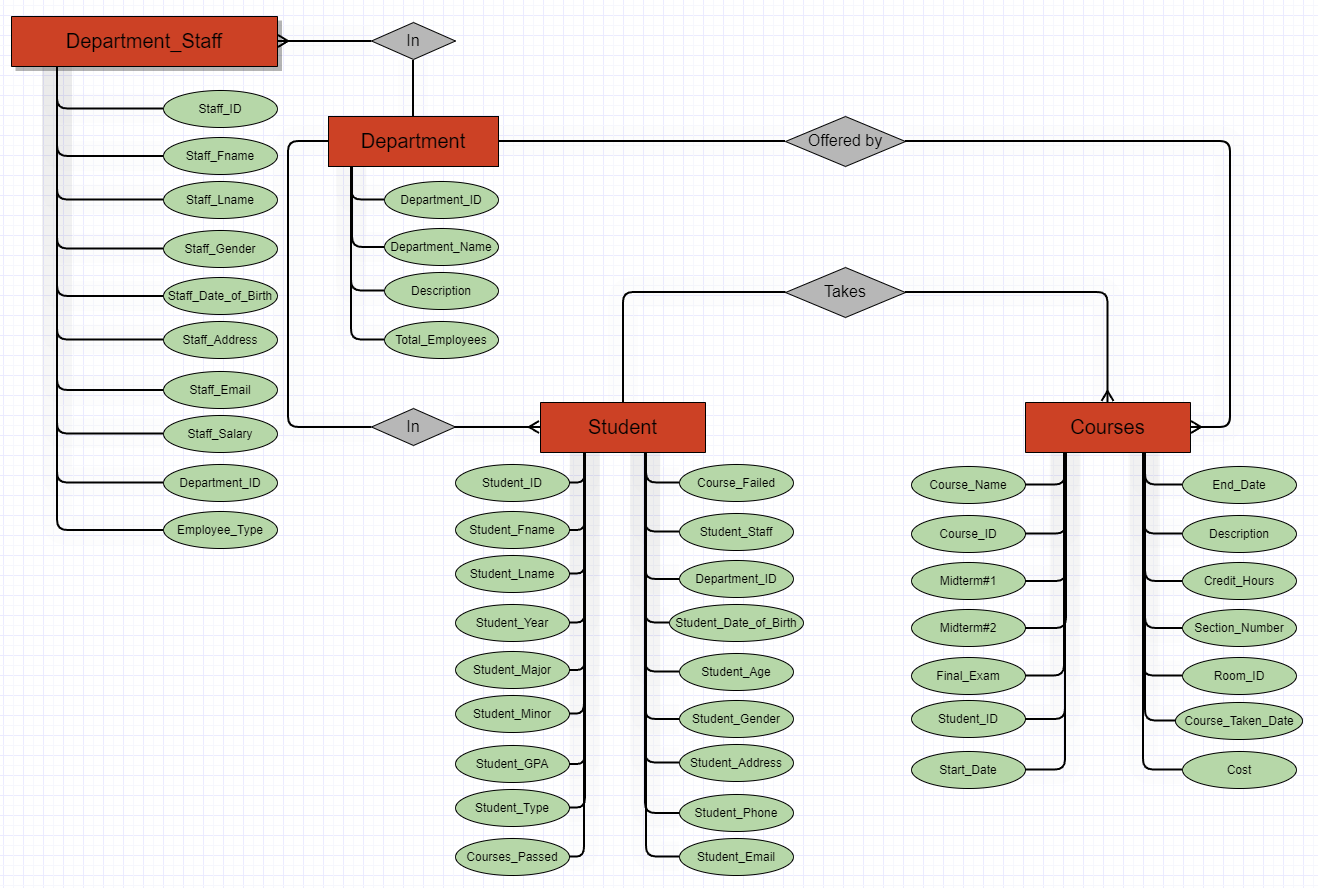 Department_Staff
In
Staff_ID
Staff_Fname
Staff_Lname
Staff_Gender
Staff_Date_of_Birth
Staff_Address
Staff_Email
Staff_Salary
Department_ID
Employee_Type
Department
Offered by
Department_ID
Department_Name
Description
Total_Employees
Takes
In
Student
Student_ID
Student_Fname
Student_Lname
Student_Year
Student_Major
Student_Minor
Student_GPA
Student_Type
Courses_Passed
Course_Failed
Student_Staff
Department_ID
Student_Date_of_Birth
Student_Age
Student_Gender
Student_Address
Student_Phone
Student_Email
Courses
Course_Name
Course_ID
Midterm#1
Midterm#2
Final_Exam
Student_ID
Start_Date
End_Date
Description
Credit_Hours
Section_Number
Room_ID
Course_Taken_Date
Cost